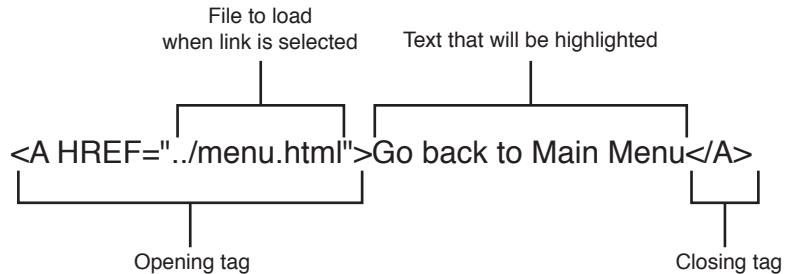 File to load
when link is selected
Text that will be highlighted
<A HREF="../menu.html">Go back to Main Menu</A>
Opening tag
Closing tag